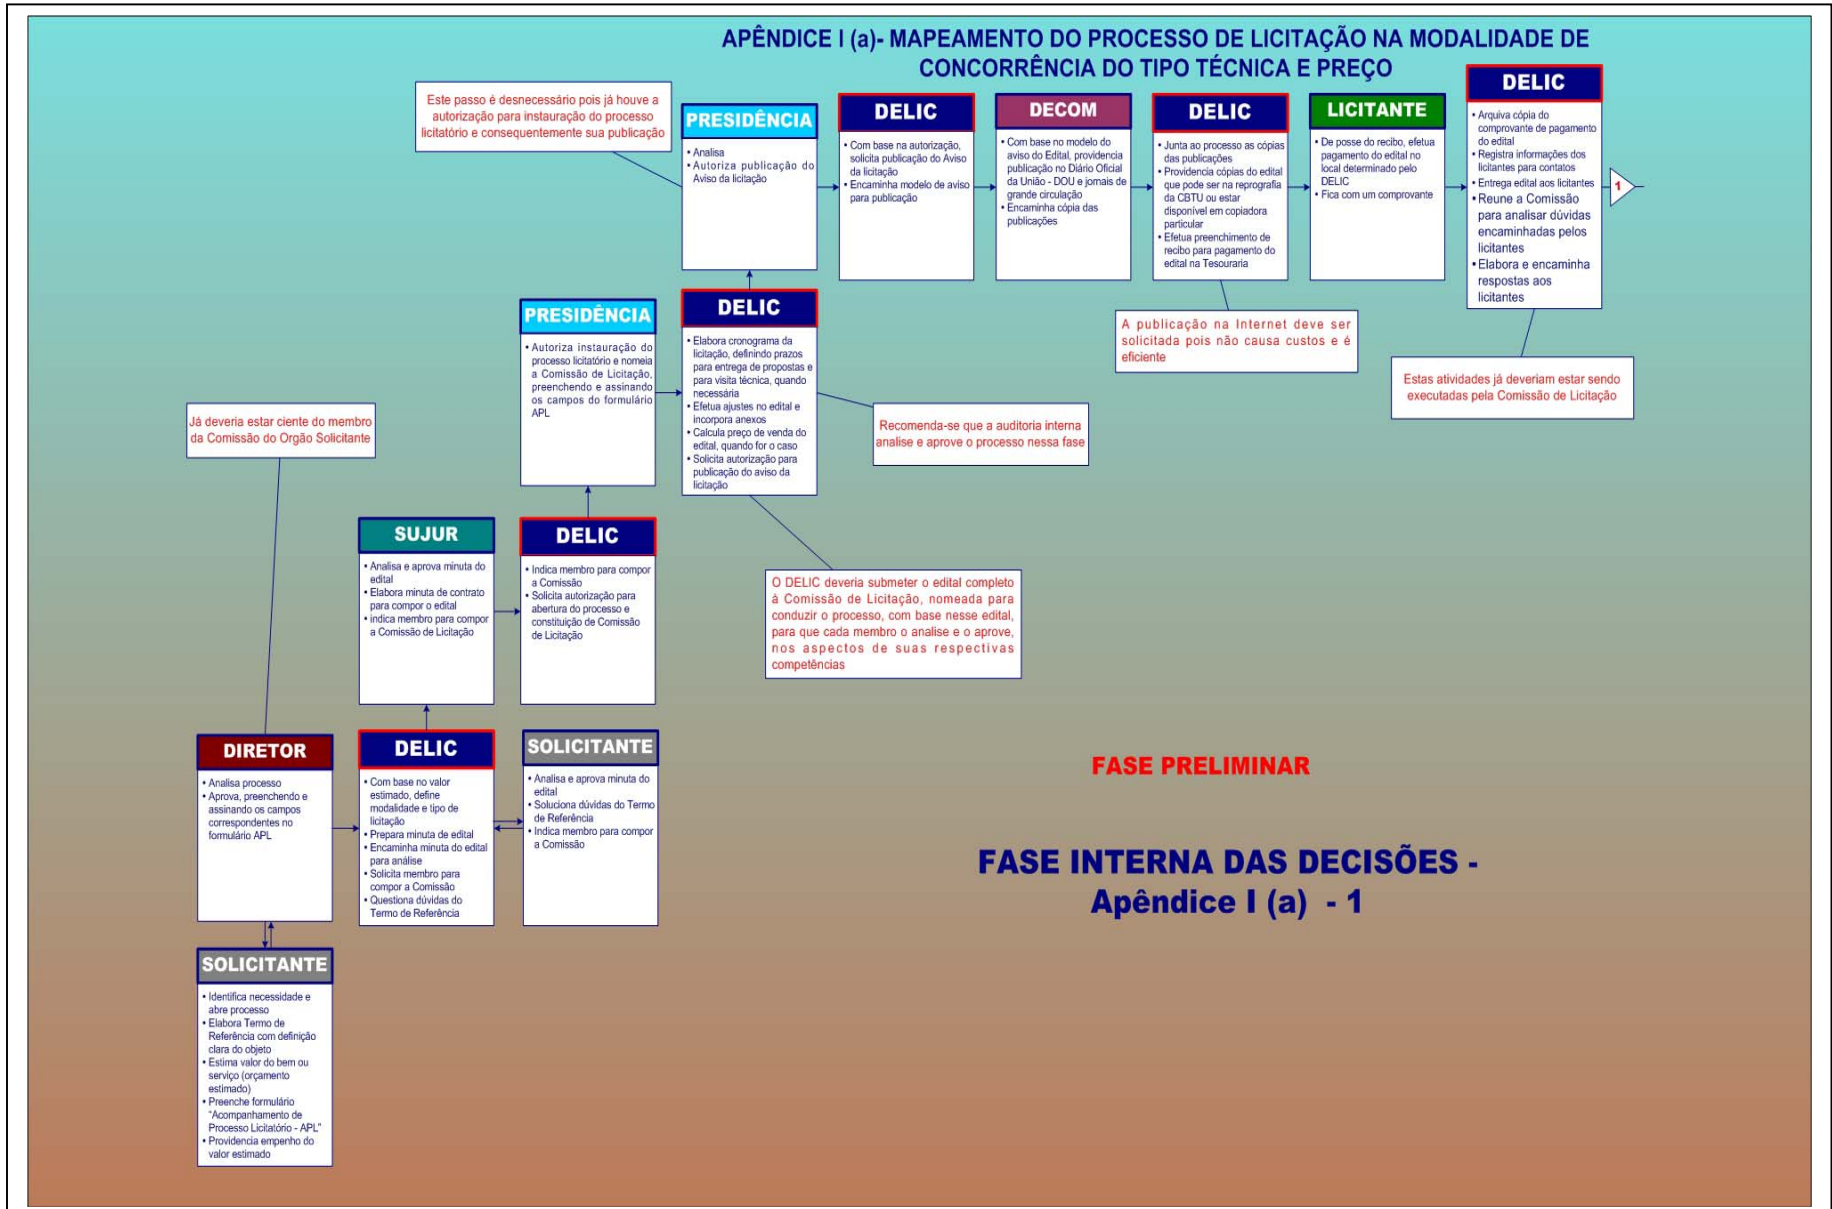 APÊNDICE I (a)- MAPEAMENTO DO PROCESSO DE LICITAÇÃO NA MODALIDADE DE
CONCORRÊNCIA DO TIPO TÉCNICA E PREÇO
Este passo é desnecessário pois já houve a
autorização para instauração do processo
licitatório e consequentemente sua publicação
PRESIDÊNCIA
• Analisa
• Autoriza publicação do
Aviso da licitação
DELIC
• Com base na autorização,
solicita publicação do Aviso
da licitação
• Encaminha modelo de aviso
para publicação
DECOM
• Com base no modelo do
aviso do Edital, providencia
publicação no Diário Oficial
da União - DOU e jornais de
grande circulação
• Encaminha cópia das
publicações
DELIC
• Junta ao processo as cópias
das publicações
• Providencia cópias do edital
que pode ser na reprografia
da CBTU ou estar
disponível em copiadora
particular
• Efetua preenchimento de
recibo para pagamento do
edital na Tesouraria
LICITANTE
• De posse do recibo, efetua
pagamento do edital no
local determinado pelo
DELIC
• Fica com um comprovante
DELIC
• Arquiva cópia do
comprovante de pagamento
do edital
• Registra informações dos
licitantes para contatos
• Entrega edital aos licitantes
• Reune a Comissão
para analisar dúvidas
encaminhadas pelos
licitantes
• Elabora e encaminha
respostas aos
licitantes
1
PRESIDÊNCIA
• Autoriza instauração do
processo licitatório e nomeia
a Comissão de Licitação,
preenchendo e assinando
os campos do formulário
APL
DELIC
• Elabora cronograma da
licitação, definindo prazos
para entrega de propostas e
para visita técnica, quando
necessária
• Efetua ajustes no edital e
incorpora anexos
• Calcula preço de venda do
edital, quando for o caso
• Solicita autorização para
publicação do aviso da
licitação
A publicação na Internet deve ser
solicitada pois não causa custos e é
eficiente
Estas atividades já deveriam estar sendo
executadas pela Comissão de Licitação
Já deveria estar ciente do membro
da Comissão do Orgão Solicitante
Recomenda-se que a auditoria interna
analise e aprove o processo nessa fase
SUJUR
• Analisa e aprova minuta do
edital
• Elabora minuta de contrato
para compor o edital
• indica membro para compor
a Comissão de Licitação
DELIC
• Indica membro para compor
a Comissão
• Solicita autorização para
abertura do processo e
constituição de Comissão
de Licitação
O DELIC deveria submeter o edital completo
à Comissão de Licitação, nomeada para
conduzir o processo, com base nesse edital,
para que cada membro o analise e o aprove,
nos aspectos de suas respectivas
competências
DIRETOR
• Analisa processo
• Aprova, preenchendo e
assinando os campos
correspondentes no
formulário APL
DELIC
• Com base no valor
estimado, define
modalidade e tipo de
licitação
• Prepara minuta de edital
• Encaminha minuta do edital
para análise
• Solicita membro para
compor a Comissão
• Questiona dúvidas do
Termo de Referência
SOLICITANTE
• Analisa e aprova minuta do
edital
• Soluciona dúvidas do Termo
de Referência
• Indica membro para compor
a Comissão
FASE PRELIMINAR
FASE INTERNA DAS DECISÕES -
Apêndice I (a) - 1
SOLICITANTE
• Identifica necessidade e
abre processo
• Elabora Termo de
Referência com definição
clara do objeto
• Estima valor do bem ou
serviço (orçamento
estimado)
• Preenche formulário
"Acompanhamento de
Processo Licitatório - APL"
• Providencia empenho do
valor estimado